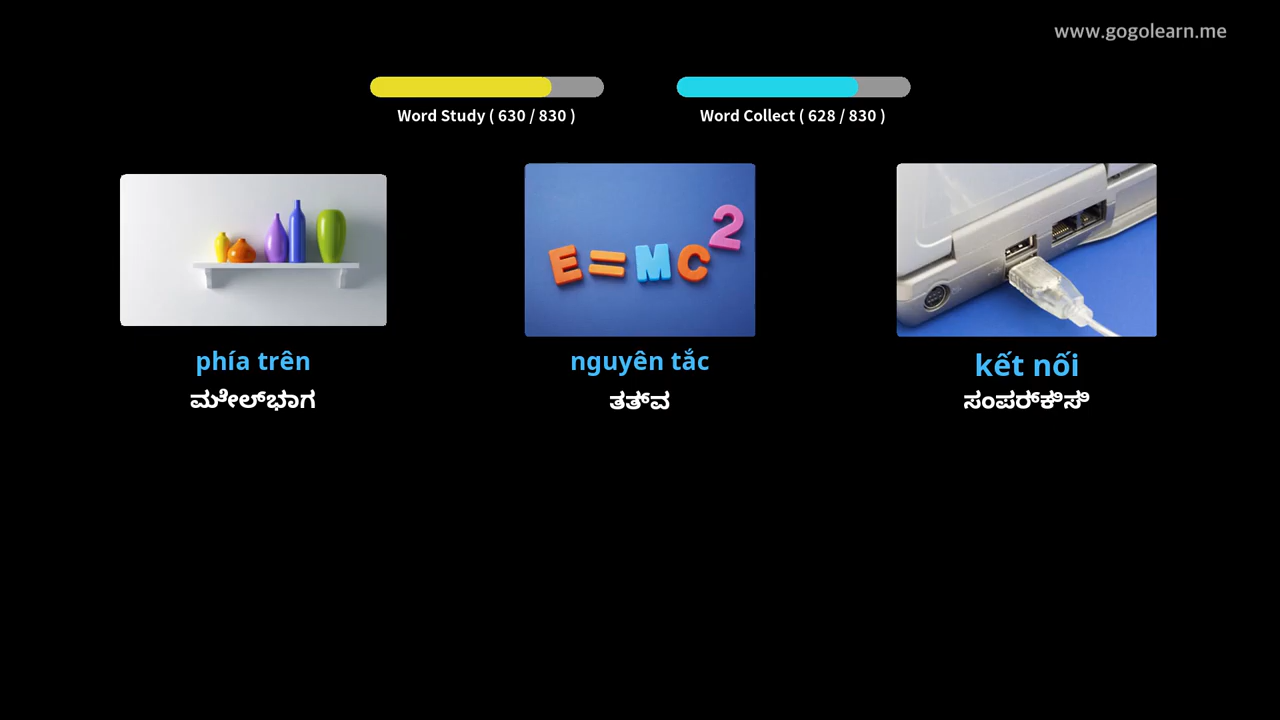 www.gogolearn.me
Word Study ( 630 / 830 )
Word Collect ( 628 / 830 )
E=MC2
phía trên
nguyên tắc
kết nối
ಮೇಲ್ಭಾಗ
ತತ್ವ
ಸಂಪರ್ಕಿಸಿ